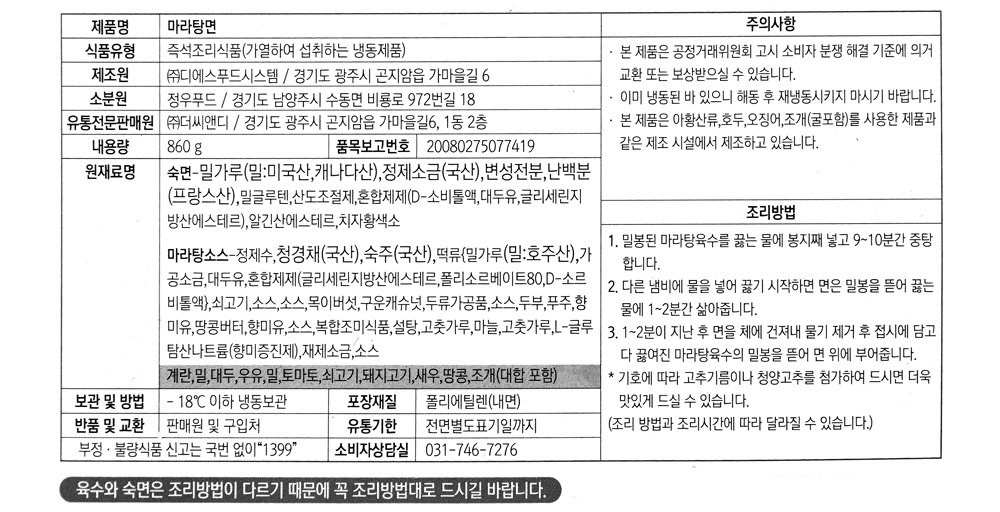 제품명 마라탕면
식품유형 즉석조리식품(가열하여 섭취하는 냉동제품)
제조원 ㈜디에스푸드시스템 / 경기도 광주시 곤지암읍 가마을길 6
소분원 정우푸드 / 경기도 남양주시 수동면 비룡로 972번길 18
유통전문판매원 ㈜더씨앤디 / 경기도 광주시 곤지암읍 가마을길6, 1동 2층
내용량 860 g 품목보고번호 20080275077419
원재료명 숙면-밀가루(밀:미국산,캐나다산),정제소금(국산),변성전분,난백분
(프랑스산),밀글루텐,산도조절제,혼합제제(D-소비톨액,대두유,글리세린지
방산에스테르),알긴산에스테르,치자황색소
마라탕소스-정제수,청경채(국산),숙주(국산),떡류(밀가루(밀:호주산),가
공소금,대두유,혼합제제(글리세린지방산에스테르,폴리소르베이트80,D-소르
비톨액),쇠고기,소스,소스,목이버섯,구운캐슈넛,두류가공품,소스,두부,푸주,향
미유,땅콩버터,향미유,소스,복합조미식품,설탕,고춧가루,마늘,고춧가루,L-글루
탐산나트륨(향미증진제),재제소금,소스
계란,밀,대두,우유,밀,토마토,쇠고기,돼지고기,새우,땅콩,조개(대합 포함)
보관 및 방법 - 18℃ 이하 냉동보관 포장재질 폴리에틸렌(내면)
반품 및 교환 판매원 및 구입처 유통기한 전면별도표기일까지
부정·불량식품 신고는 국번 없이"1399" 소비자상담실 031-746-7276
주의사항
· 본 제품은 공정거래위원회 고시 소비자 분쟁 해결 기준에 의거
교환 또는 보상받으실 수 있습니다.
· 이미 냉동된 바 있으니 해동 후 재냉동시키지 마시기 바랍니다.
· 본 제품은 아황산류,호두,오징어,조개(굴포함)를 사용한 제품과
같은 제조 시설에서 제조하고 있습니다.
조리방법
1. 밀봉된 마라탕육수를 끓는 물에 봉지째 넣고 9~10분간 중탕
합니다.
2. 다른 냄비에 물을 넣어 끓기 시작하면 면은 밀봉을 뜯어 끓는
물에 1~2분간 삶아줍니다.
3. 1~2분이 지난 후 면을 체에 건져내 물기 제거 후 접시에 담고
다 끓여진 마라탕육수의 밀봉을 뜯어 면 위에 부어줍니다.
* 기호에 따라 고추기름이나 청양고추를 첨가하여 드시면 더욱
맛있게 드실 수 있습니다.
(조리 방법과 조리시간에 따라 달라질 수 있습니다.)
육수와 숙면은 조리방법이 다르기 때문에 꼭 조리방법대로 드시길 바랍니다.